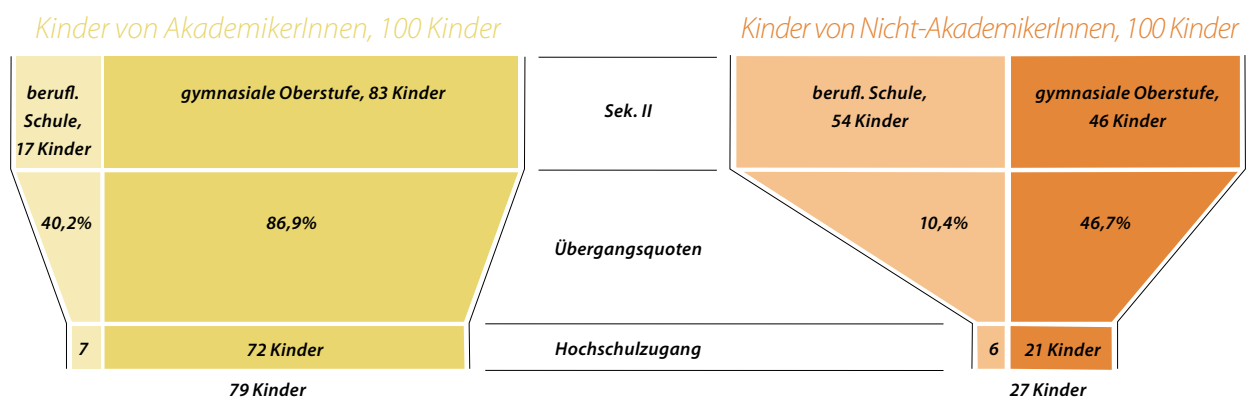 Kinder von AkademikerInnen, 100 Kinder
Kinder von Nicht-AkademikerInnen, 100 Kinder
berufl.
Schule,
17 Kinder
gymnasiale Oberstufe, 83 Kinder
Sek. II
berufl. Schule,
54 Kinder
gymnasiale Oberstufe,
46 Kinder
40,2%
86,9%
Übergangsquoten
10,4%
46,7%
7
72 Kinder
Hochschulzugang
6
21 Kinder
79 Kinder
27 Kinder